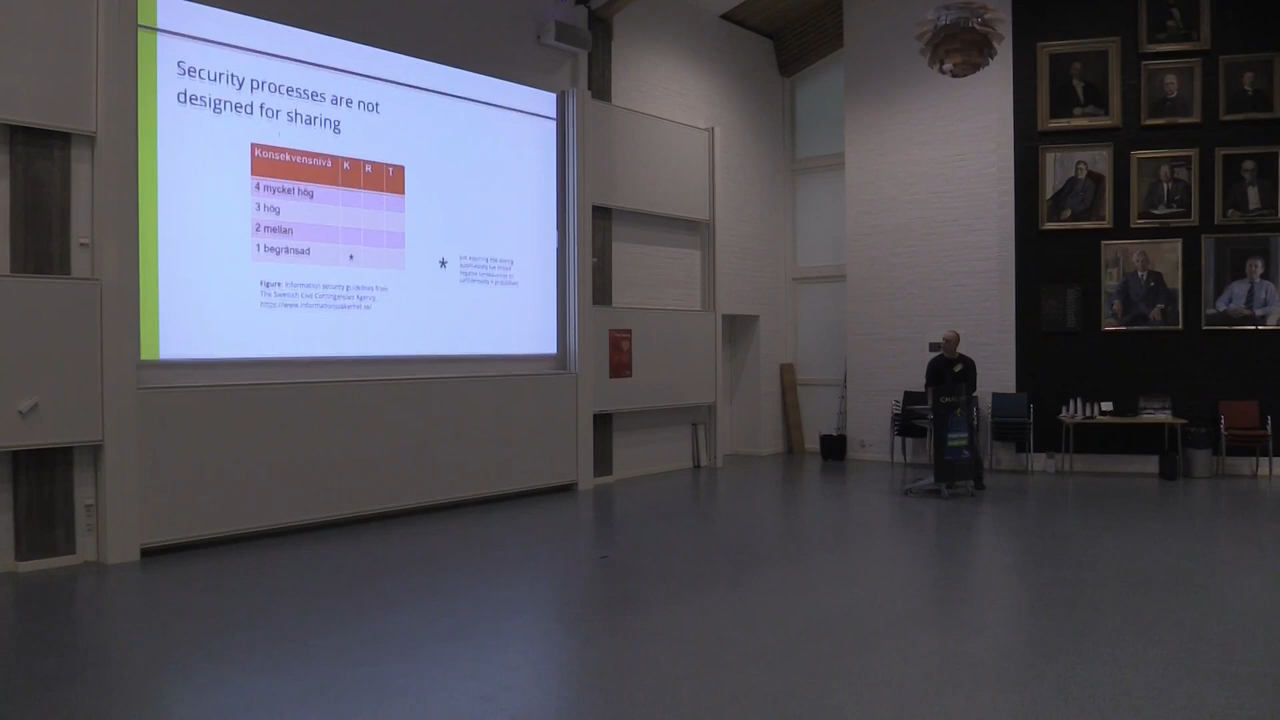 Security processes are not
designed for sharing
Konsekvensnivå K R T
4 mycket hög
3 hög
2 mellan
1 begränsad *
*
Figure: Information security guidelines from
The Swedish Civil Contingencies Agency,
https://www.informationssakerhet.se/